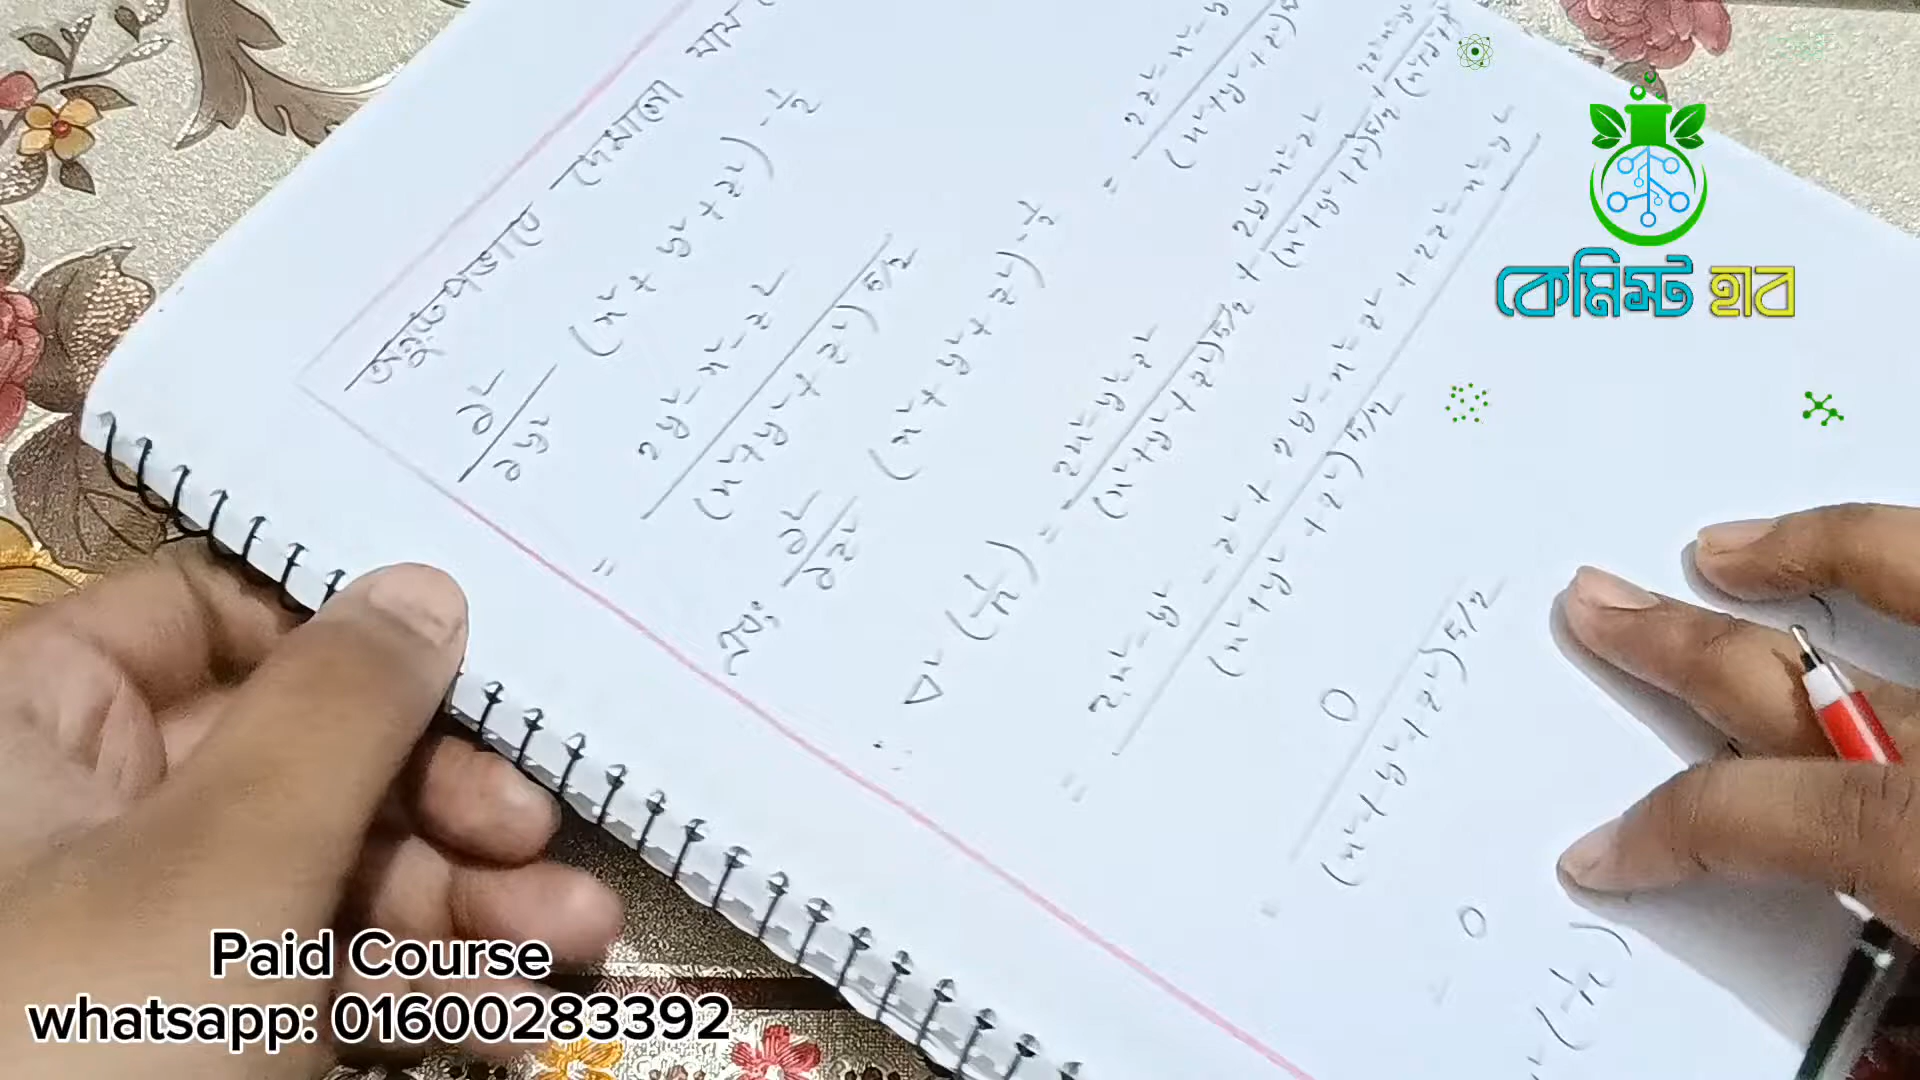 অনুরূপভাবে দেখানো যায়
∂²/∂y² (x² + y² + z²)^-1/2
= 2y² - x² - z² / (x² + y² + z²)^5/2
এবং ∂²/∂z² (x² + y² + z²)^-1/2 = 2z² - x² - y² / (x² + y² + z²)^5
∴ ∇² (1/r) = 2x² - y² - z² / (x² + y² + z²)^5/2 + 2y² - x² - z² / (x² + y² + z²)^5/2 + 2z² - x² - y² / (x² + y² + z²)
= 2x² - y² - z² + 2y² - x² - z² + 2z² - x² - y² / (x² + y² + z²)^5/2
= 0 / (x² + y² + z²)^5/2
= 0
² (1/r)
কেমিস্ট হাব
Paid Course
whatsapp: 01600283392